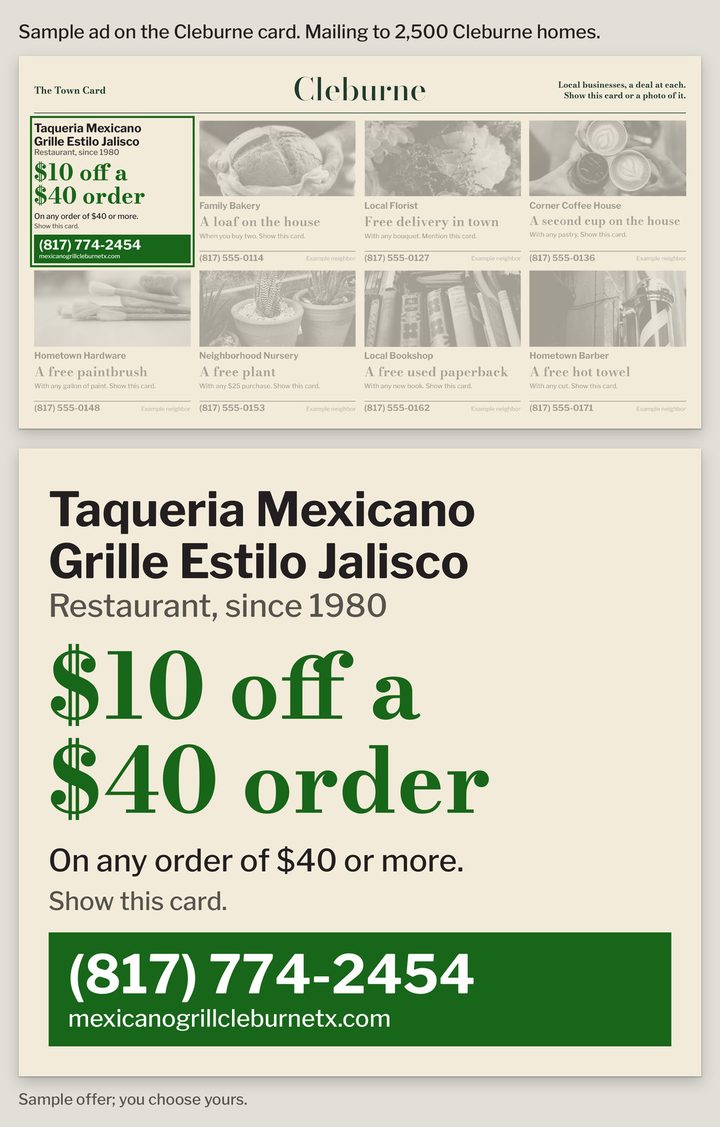 Sample ad on the Cleburne card. Mailing to 2,500 Cleburne homes.
The Town Card
Cleburne
Local businesses, a deal at each.
Show this card or a photo of it.
Taqueria Mexicano
Grille Estilo Jalisco
Restaurant, since 1980
$10 off a
$40 order
On any order of $40 or more.
Show this card.
(817) 774-2454
mexicanogrillcleburnetx.com
Family Bakery
A loaf on the house
When you buy two. Show this card.
(817) 555-0114
Example neighbor
Local Florist
Free delivery in town
With any bouquet. Mention this card.
(817) 555-0127
Example neighbor
Corner Coffee House
A second cup on the house
With any pastry. Show this card.
(817) 555-0136
Example neighbor
Hometown Hardware
A free paintbrush
With any gallon of paint. Show this card.
(817) 555-0148
Example neighbor
Neighborhood Nursery
A free plant
With any $25 purchase. Show this card.
(817) 555-0153
Example neighbor
Local Bookshop
A free used paperback
With any new book. Show this card.
(817) 555-0162
Example neighbor
Hometown Barber
A free hot towel
With any cut. Show this card.
(817) 555-0171
Example neighbor
Taqueria Mexicano
Grille Estilo Jalisco
Restaurant, since 1980
$10 off a
$40 order
On any order of $40 or more.
Show this card.
(817) 774-2454
mexicanogrillcleburnetx.com
Sample offer; you choose yours.